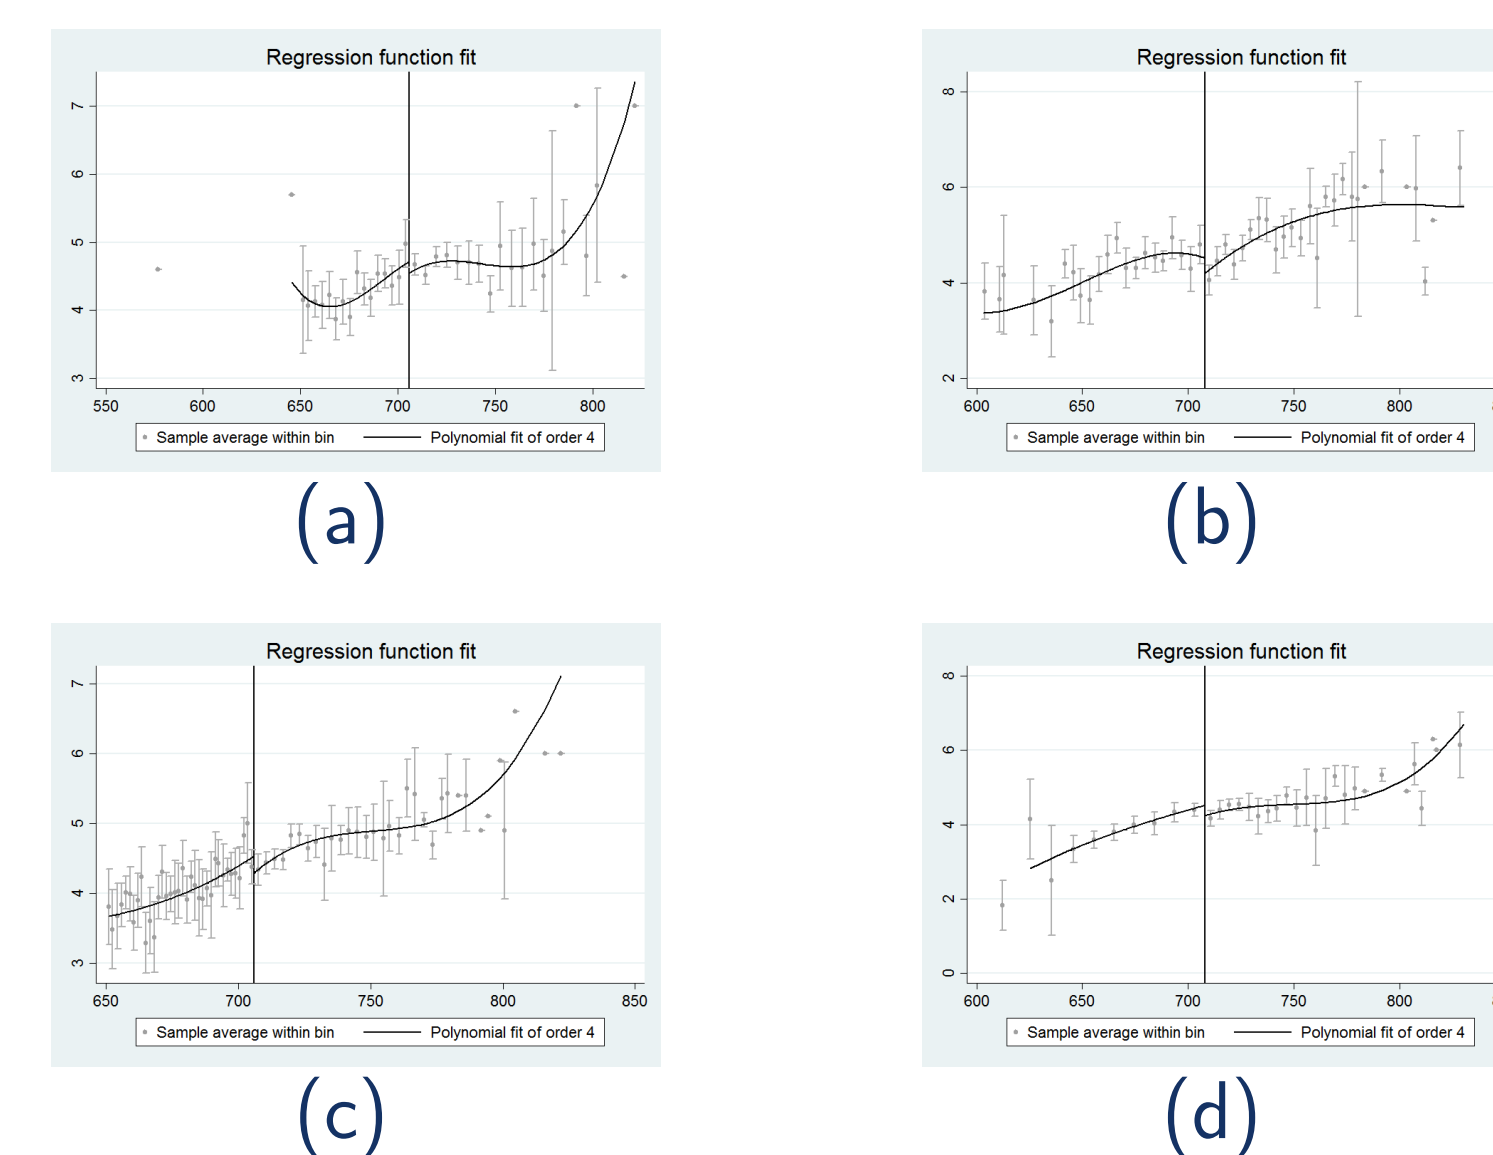 Regression function fit
7
6
5
4
3
550 600 650 700 750 800
Sample average within bin Polynomial fit of order 4
(a)
Regression function fit
8
6
4
2
600 650 700 750 800
Sample average within bin Polynomial fit of order 4
(b)
Regression function fit
7
6
5
4
3
650 700 750 800 850
Sample average within bin Polynomial fit of order 4
(c)
Regression function fit
8
6
4
2
0
600 650 700 750 800
Sample average within bin Polynomial fit of order 4
(d)